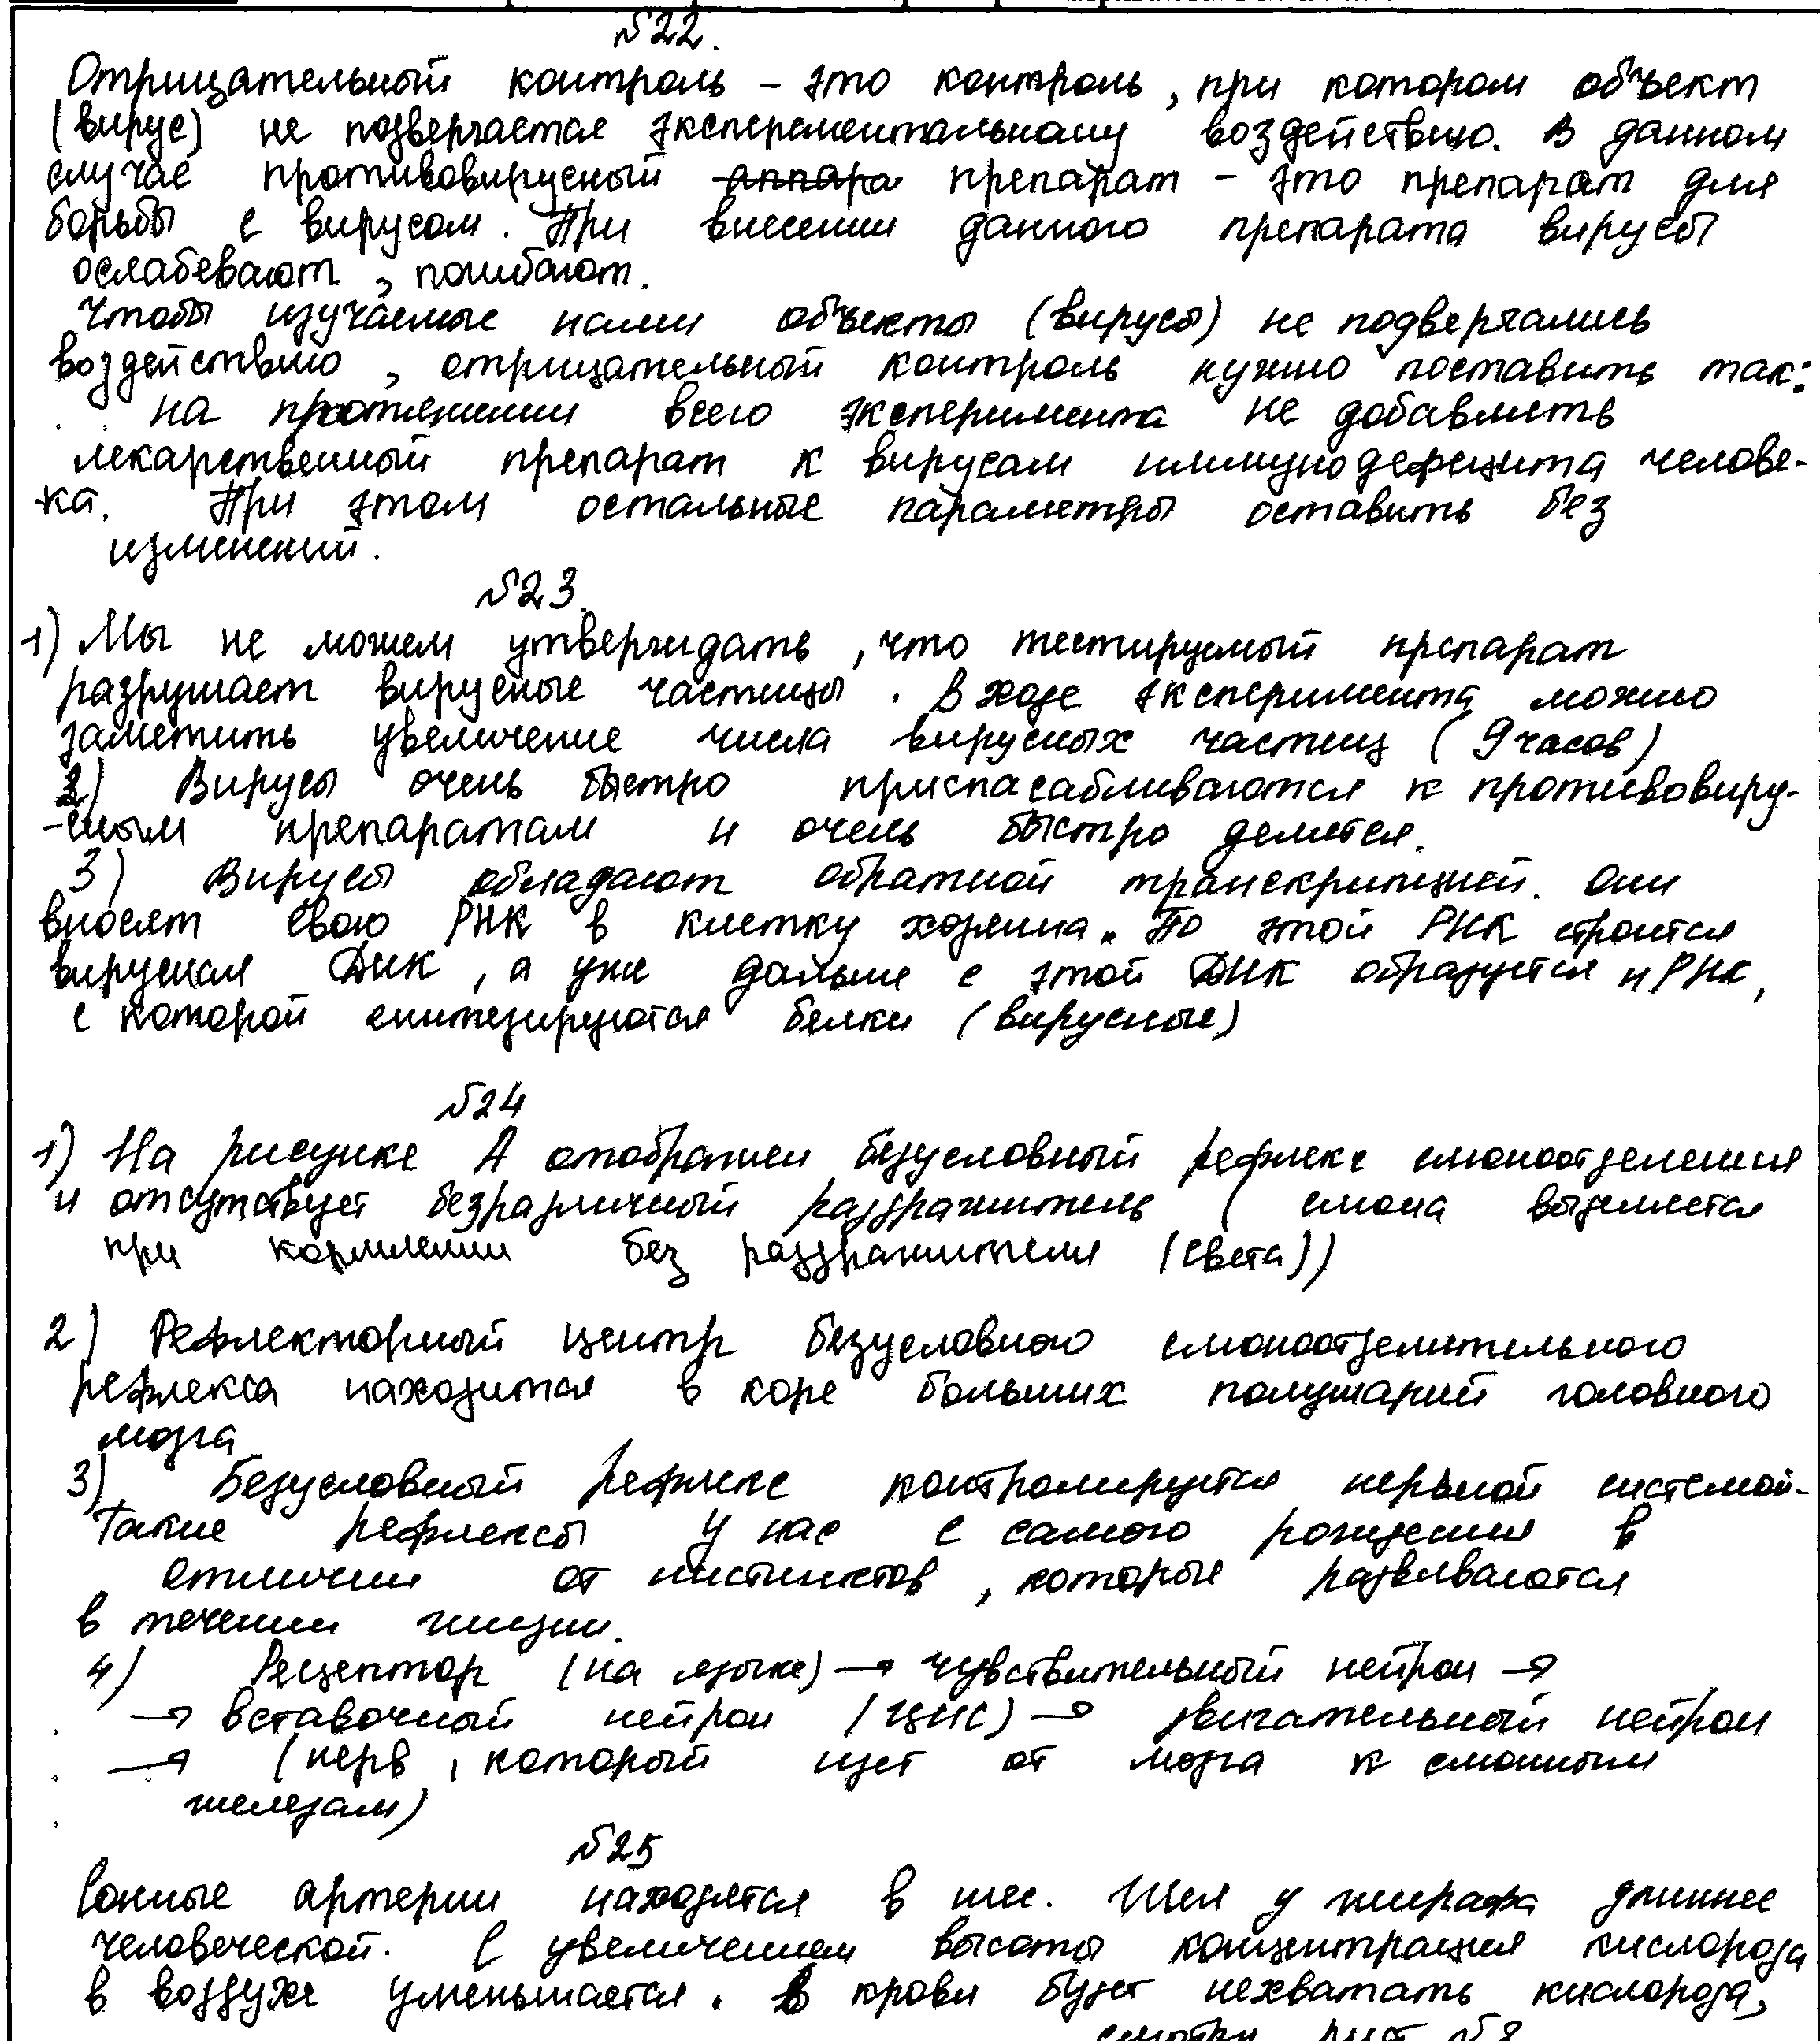 №22.
Отрицательный контроль – это контроль, при котором объект
(вирус) не подвергается эксперементальному воздействию. В данном
случае противовирусный аппара препарат – это препарат для
борьбы с вирусом. При внесении данного препарата вирусы
ослабевают, погибают.
Чтобы изучаемые нами объекты (вирусы) не подвергались
воздействию, отрицательный контроль нужно поставить так:
на протяжении всего эксперимента не добавлять
лекарственный препарат к вирусам иммунодефицита челове-
ка. При этом остальные параметры оставить без
изменений.
№23.
1) Мы не можем утверждать, что тестируемый препарат
разрушает вирусные частицы. В ходе эксперимента можно
заметить увеличение числа вирусных частиц (9 часов)
2) Вирусы очень быстро приспасабливаются к противовиру-
-сным препаратам и очень быстро делятся.
3) Вирусы обладают обратной транскрипцией. Они
вносят свою РНК в клетку хозяина. По этой РНК строится
вирусная ДНК, а уже дальше с этой ДНК образуется и РНК,
с которой синтезируются белки (вирусные)
№24
1) На рисунке А отображен безусловный рефлекс слюноотделения
и отсутствует безразличный раздражитель (слюна выделяется
при кормлении без раздражителя (света))
2) Рефлекторный центр безусловного слюноотделительного
рефлекса находится в коре больших полушарий головного
мозга
3) Безусловный рефлекс контролируется нервной системой.
Такие рефлексы у нас с самого рождения в
отличии от инстинктов, которые развиваются
в течении жизни.
4) Рецептор (на языке) → чувствительный нейрон →
→ вставочный нейрон (ЦНС) → двигательный нейрон
→ (нерв, который идет от мозга к слюнным
железам)
№25
Сонные артерии находятся в шее. Шея у жирафа длиннее
человеческой. С увеличением высоты концентрация кислорода
в воздухе уменьшается. В крови будет нехватать кислорода,
смотри лист №2